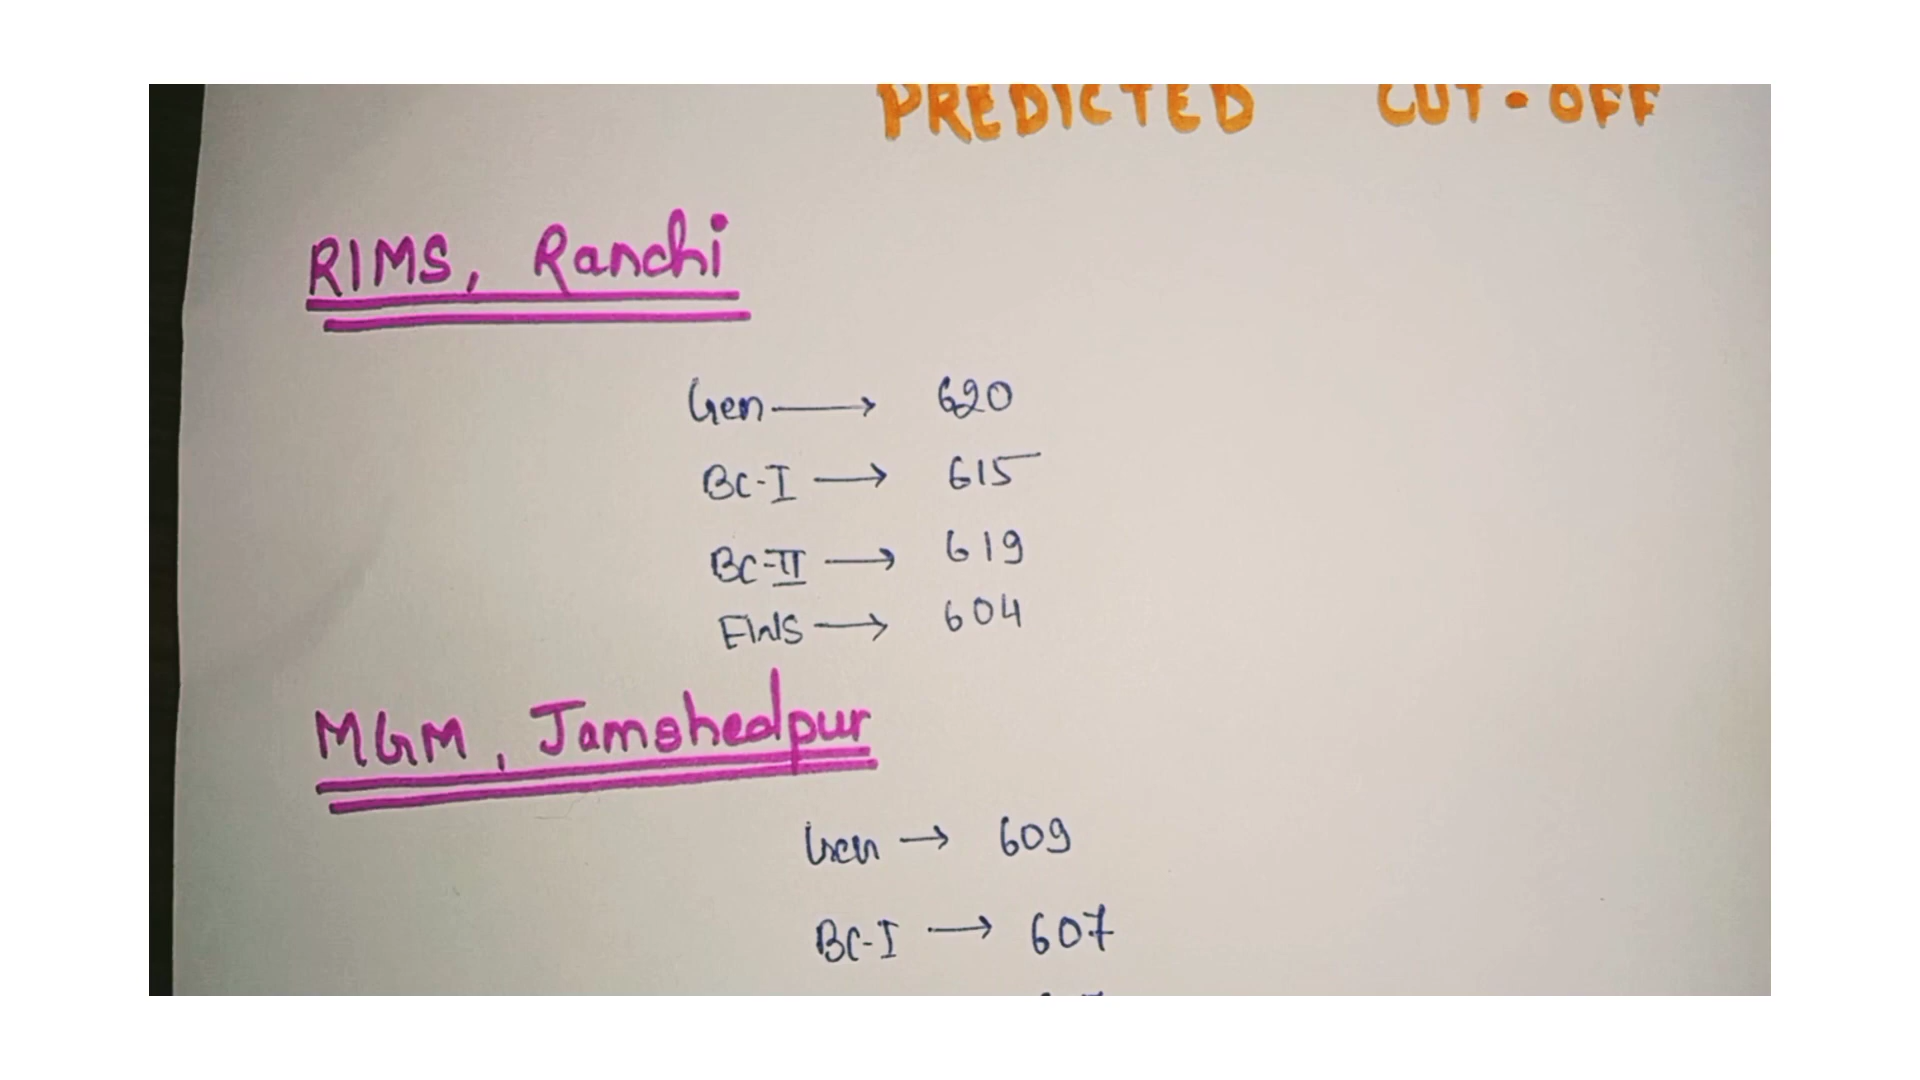 PREDICTED CUT-OFF
RIMS, Ranchi
Gen → 620
BC-I → 615
BC-II → 619
EWS → 604
MGM, Jamshedpur
Gen → 609
BC-I → 607